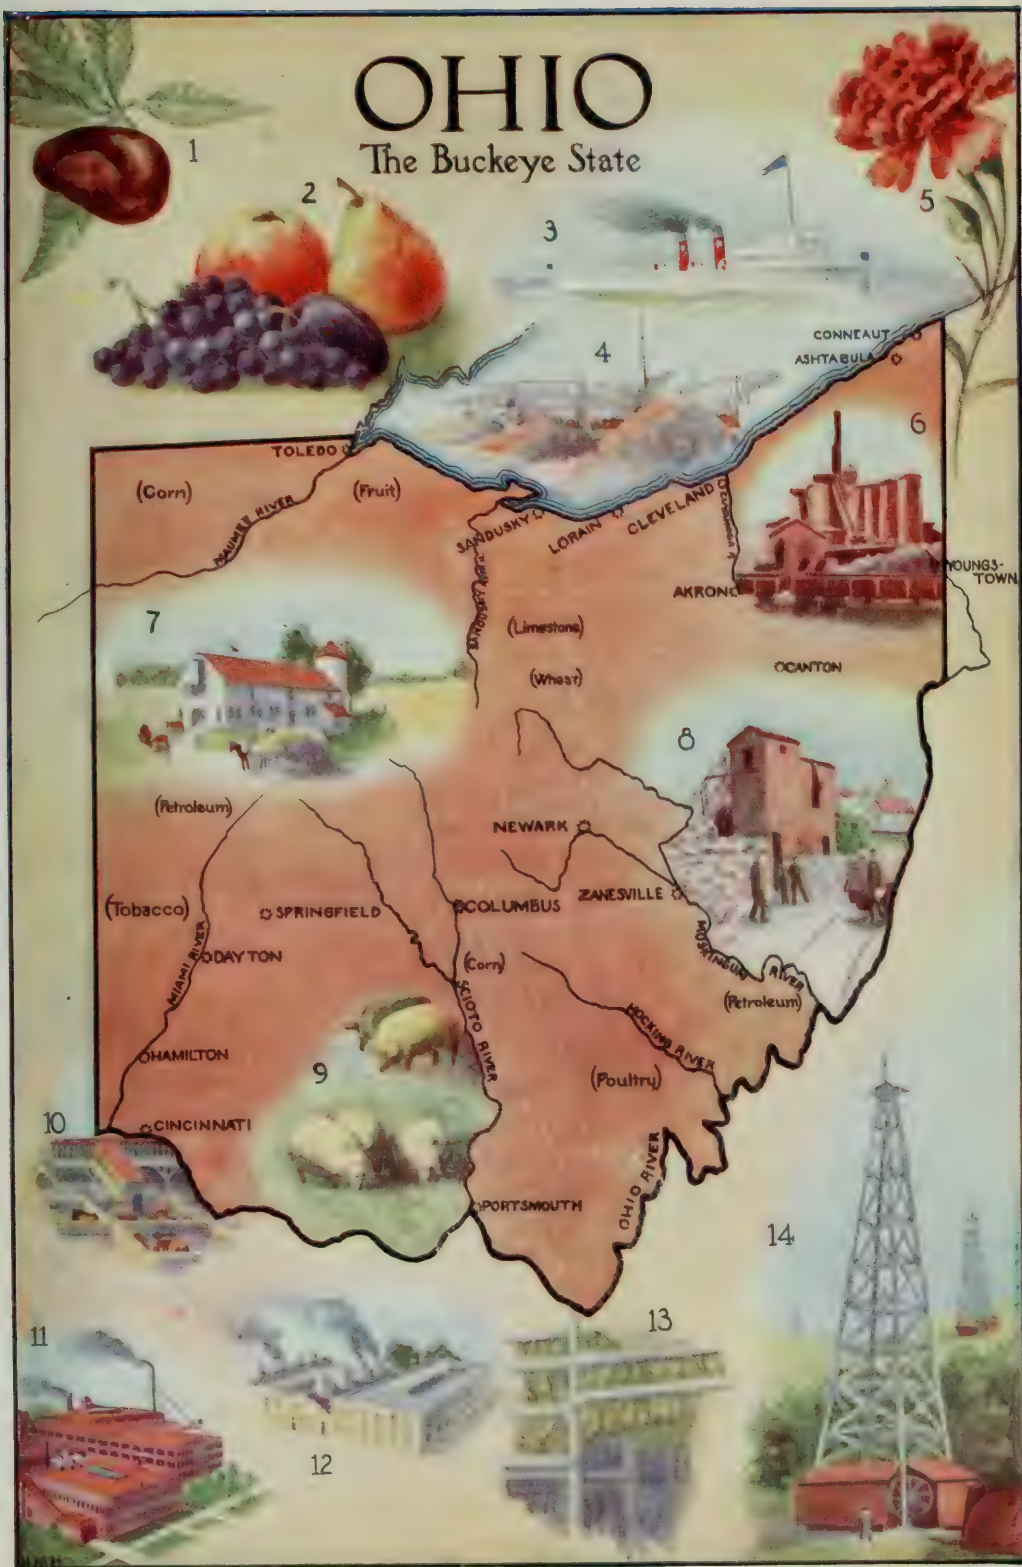 OHIO
The Buckeye State
1
2
3
4
5
CONNEAUT
ASHTABULA
6
TOLEDO
(Corn)
(Fruit)
MAUMEE RIVER
SANDUSKY
LORAIN
CLEVELAND
YOUNGS-
TOWN
AKRON
7
(Limestone)
(Wheat)
CANTON
8
(Petroleum)
NEWARK
(Tobacco)
SPRINGFIELD
COLUMBUS
ZANESVILLE
MIAMI RIVER
DAYTON
(Corn)
MUSKINGUM RIVER
SCIOTO RIVER
(Petroleum)
HOCKING RIVER
HAMILTON
9
(Poultry)
10
CINCINNATI
OHIO RIVER
PORTSMOUTH
14
11
13
12